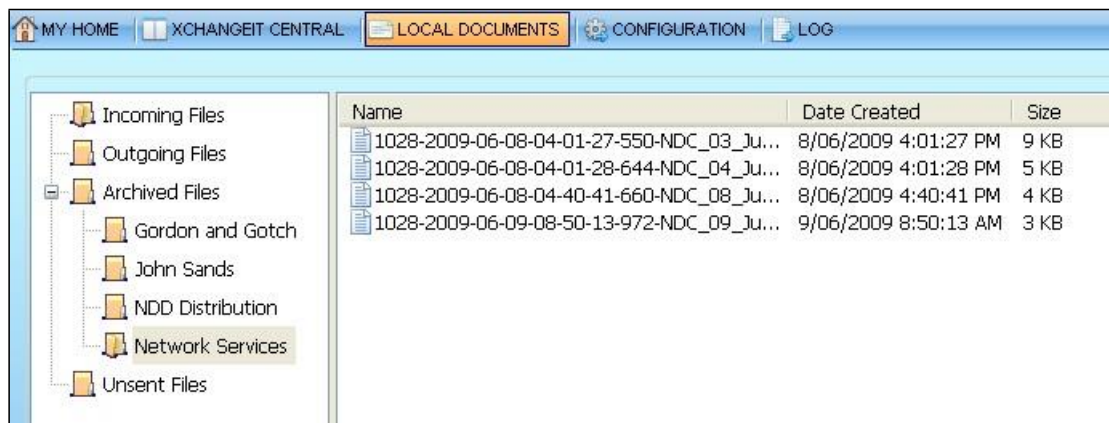 MY HOME XCHANGEIT CENTRAL LOCAL DOCUMENTS CONFIGURATION LOG
Incoming Files
Outgoing Files
Archived Files
Gordon and Gotch
John Sands
NDD Distribution
Network Services
Unsent Files
Name Date Created Size
1028-2009-06-08-04-01-27-550-NDC_03_Ju... 8/06/2009 4:01:27 PM 9 KB
1028-2009-06-08-04-01-28-644-NDC_04_Ju... 8/06/2009 4:01:28 PM 5 KB
1028-2009-06-08-04-40-41-660-NDC_08_Ju... 8/06/2009 4:40:41 PM 4 KB
1028-2009-06-09-08-50-13-972-NDC_09_Ju... 9/06/2009 8:50:13 AM 3 KB